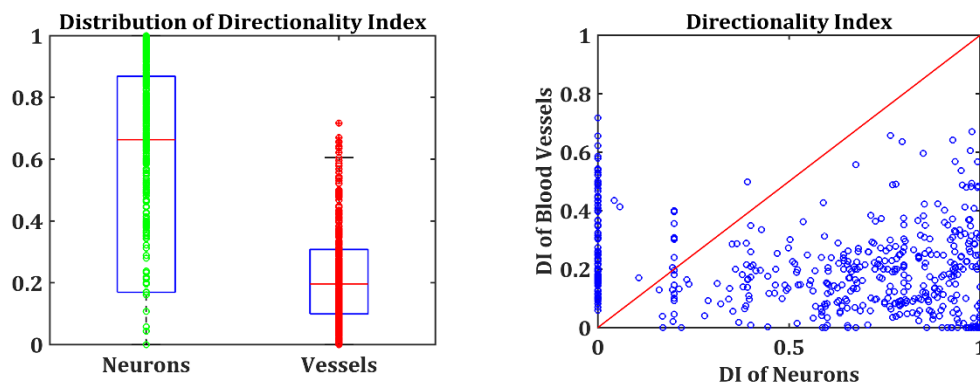 Distribution of Directionality Index
1
0.8
0.6
0.4
0.2
0
Neurons
Vessels
Directionality Index
DI of Blood Vessels
1
0.8
0.6
0.4
0.2
0
0
0.5
1
DI of Neurons